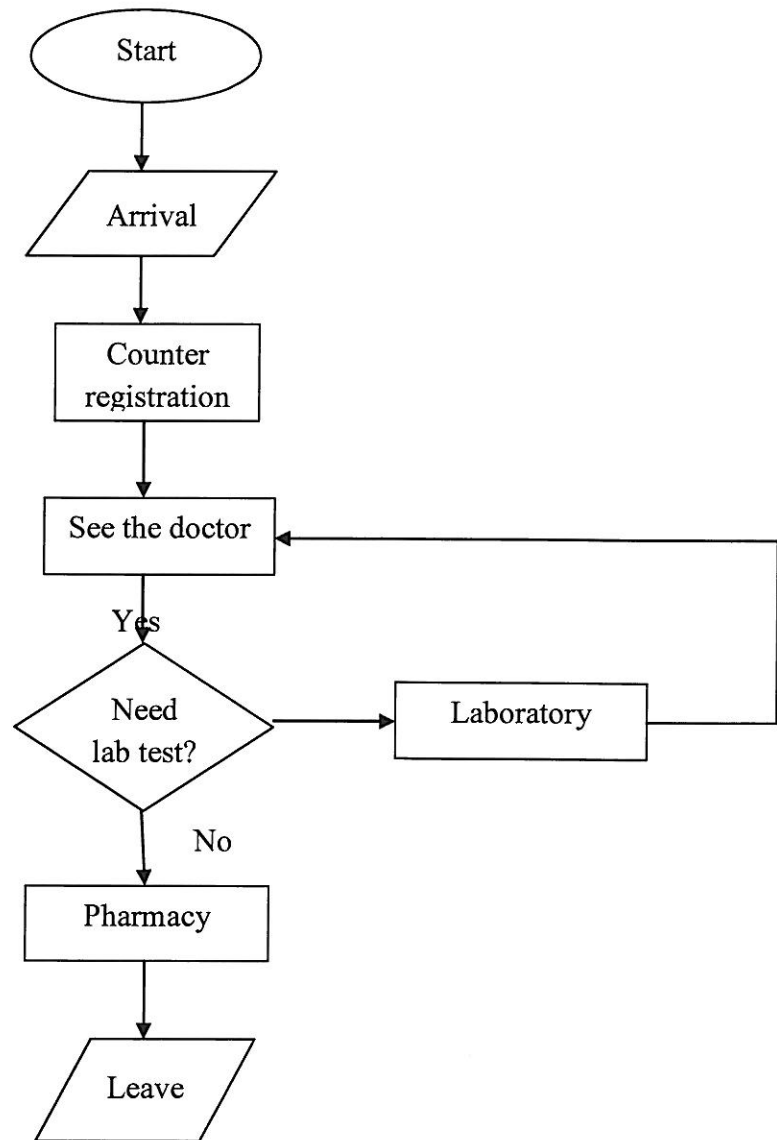 Start
Arrival
Counter
registration
See the doctor
Yes
Need
lab test?
Laboratory
No
Pharmacy
Leave